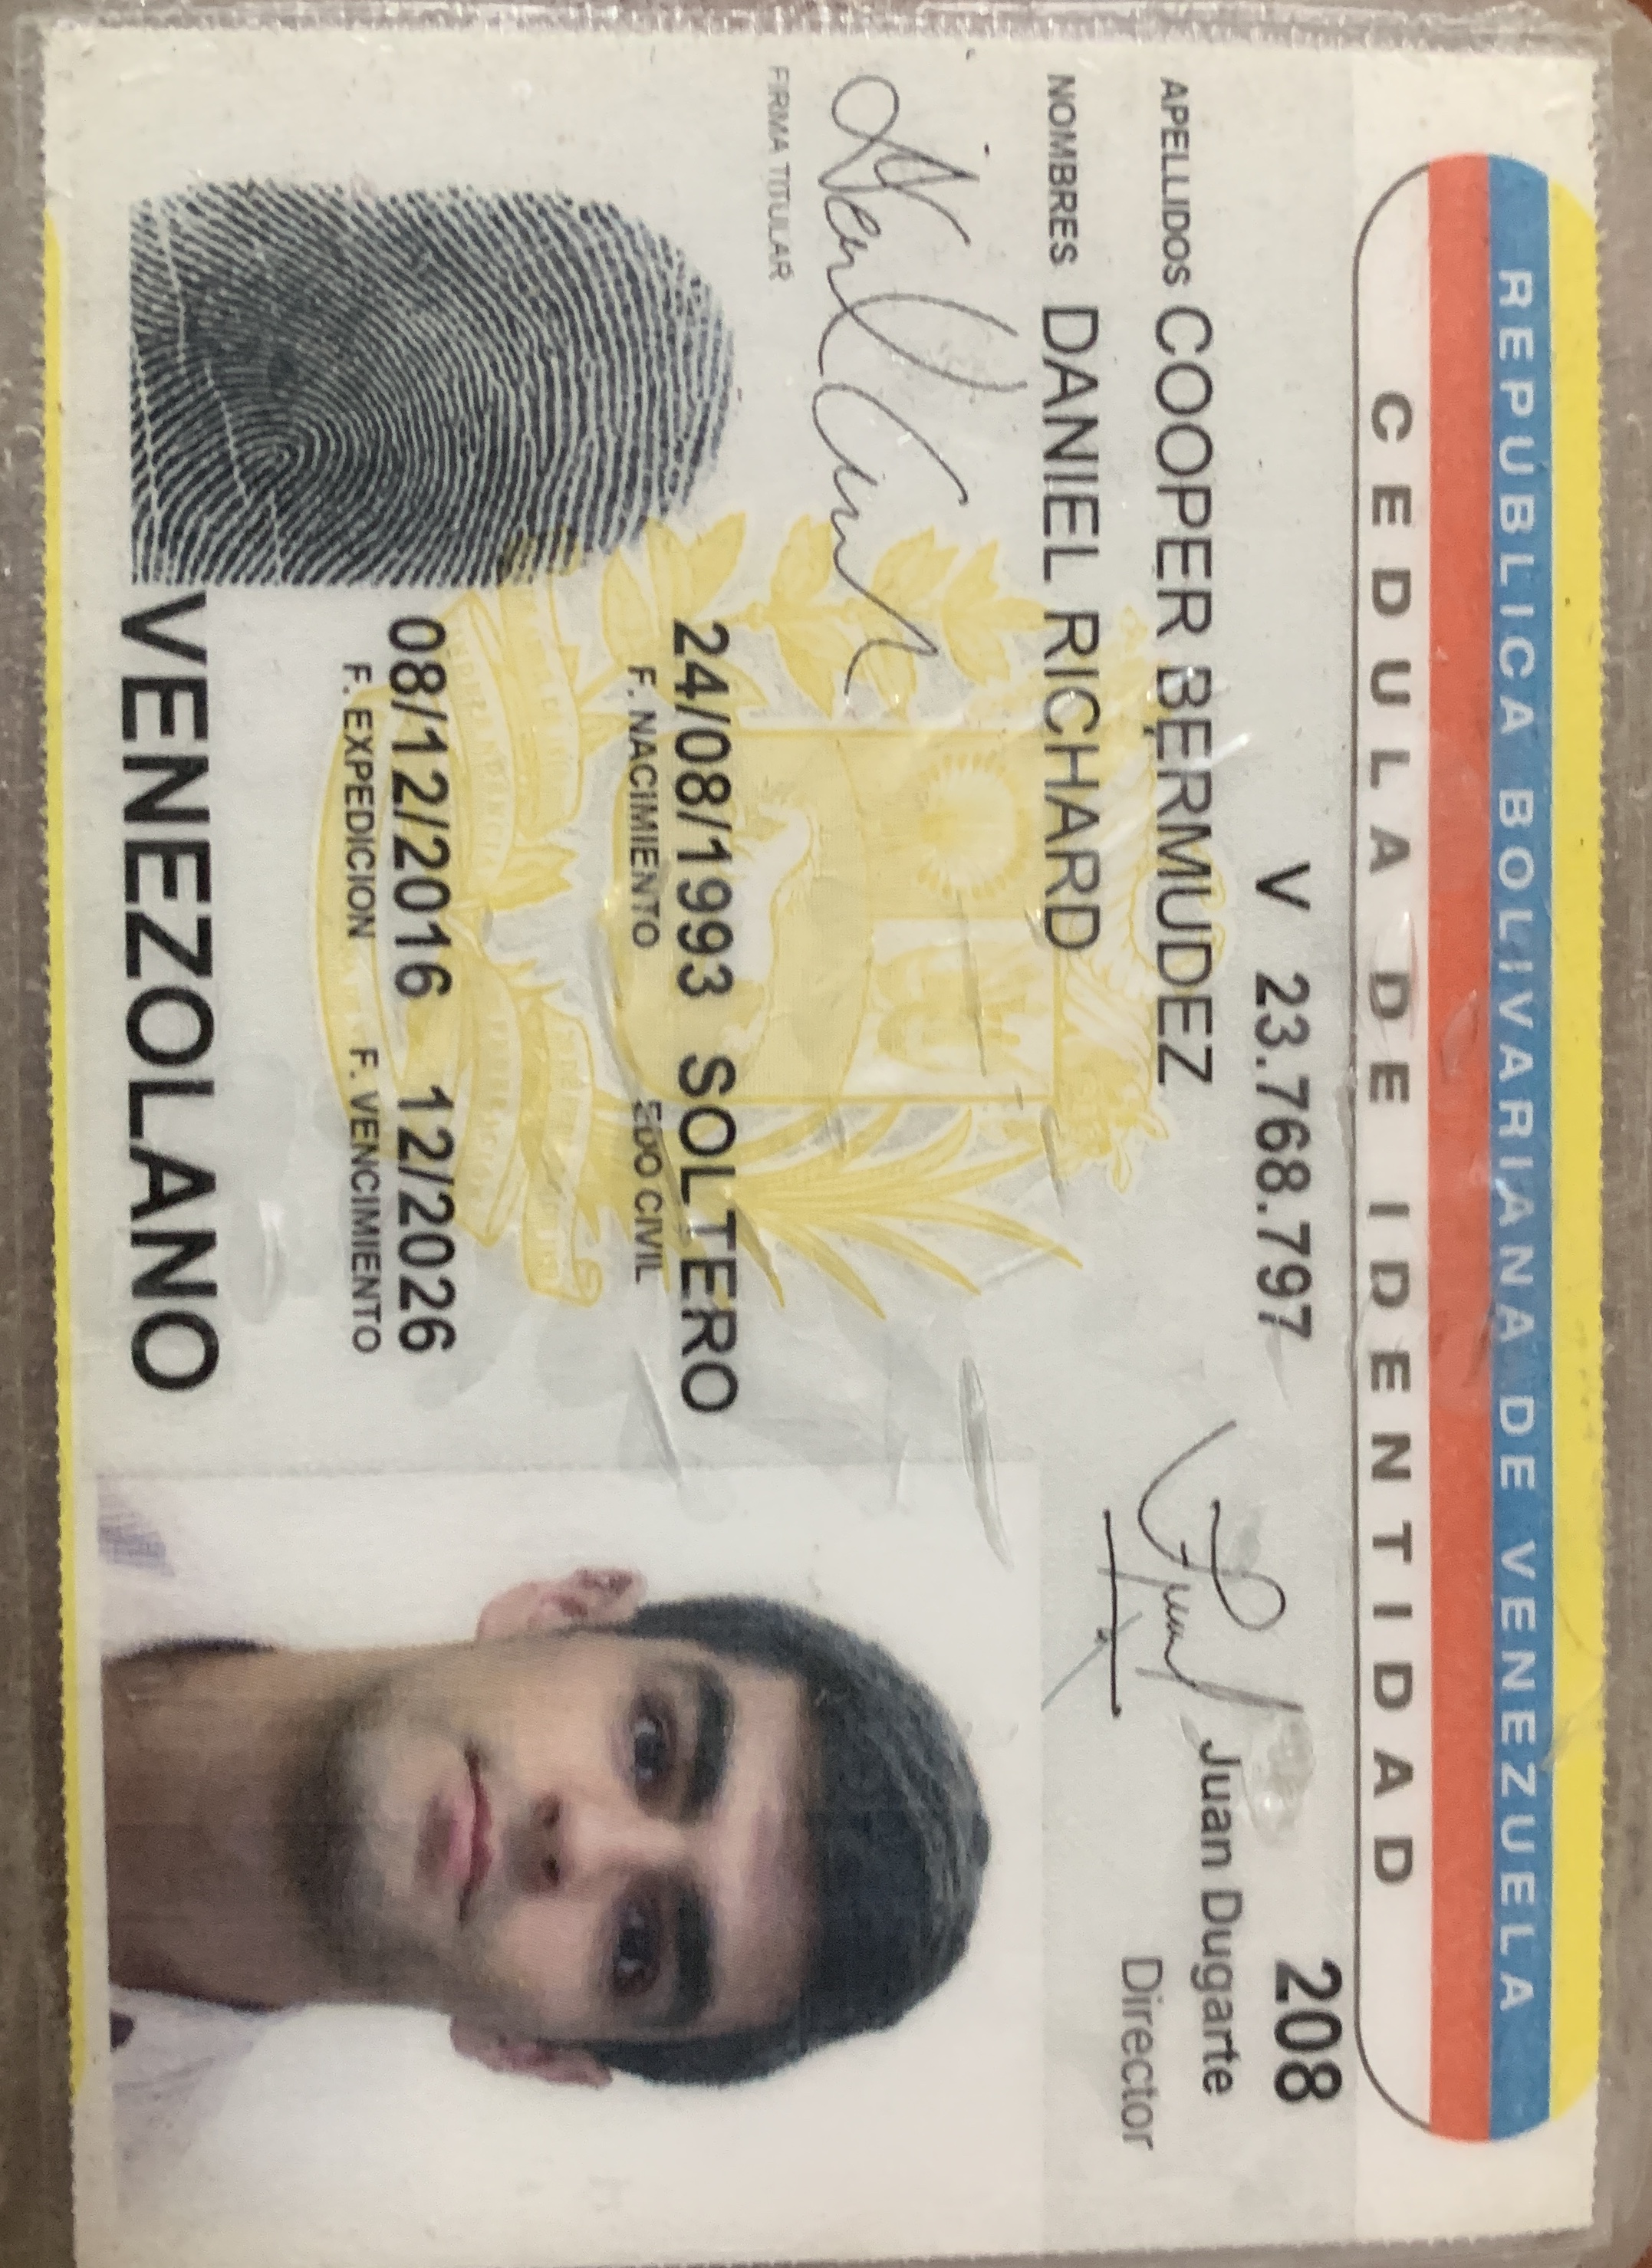 REPUBLICA BOLIVARIANA DE VENEZUELA
CEDULA DE IDENTIDAD
V 23.768.797
208
APELLIDOS COOPER BERMUDEZ
Juan Dugarte
NOMBRES DANIEL RICHARD
Director
FIRMA TITULAR
24/08/1993 SOLTERO
F. NACIMIENTO EDO CIVIL
08/12/2016 12/2026
F. EXPEDICION F. VENCIMIENTO
VENEZOLANO